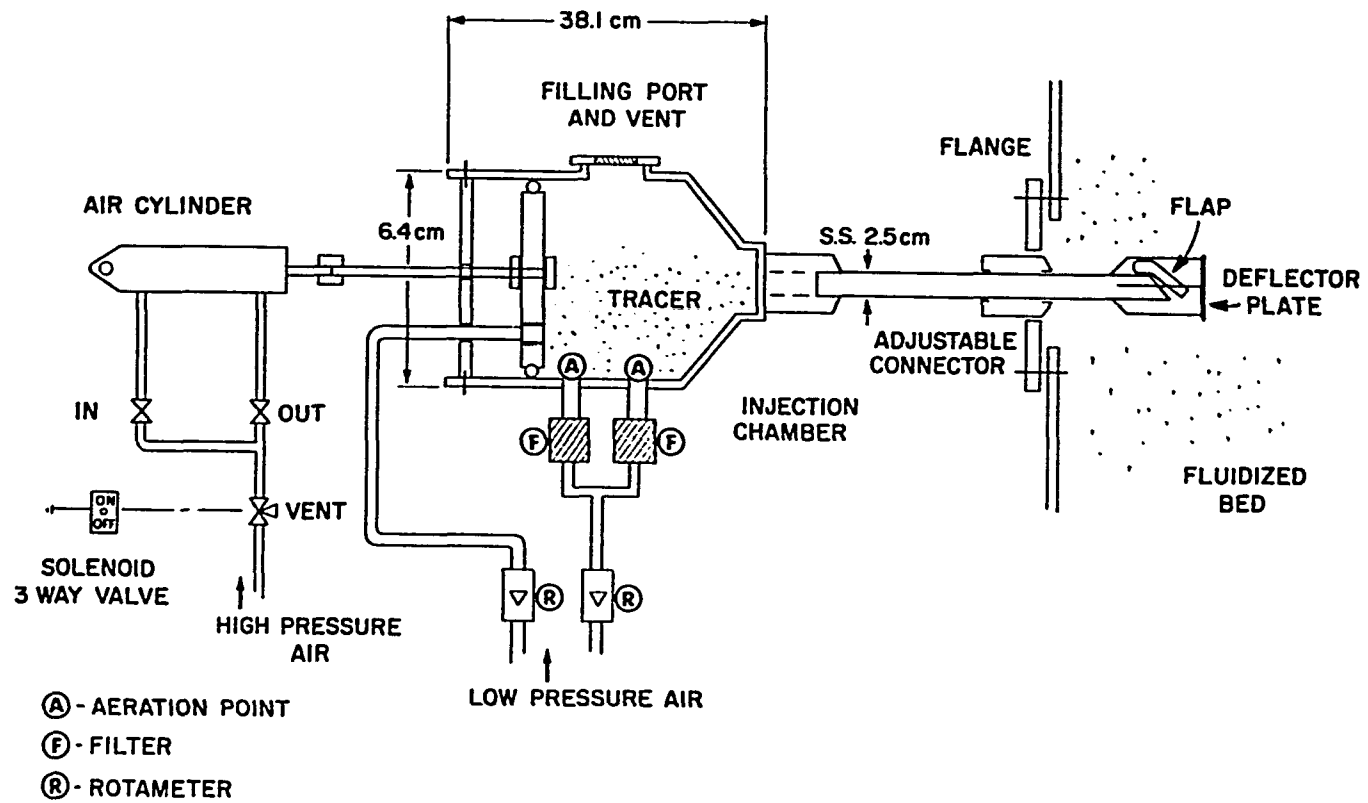 38.1 cm
FILLING PORT
AND VENT
FLANGE
AIR CYLINDER
6.4 cm
S.S. 2.5 cm
FLAP
TRACER
DEFLECTOR
PLATE
ADJUSTABLE
CONNECTOR
A
A
IN
OUT
INJECTION
CHAMBER
F
F
FLUIDIZED
BED
ON
OFF
VENT
SOLENOID
3 WAY VALVE
R
R
HIGH PRESSURE
AIR
LOW PRESSURE AIR
A - AERATION POINT
F - FILTER
R - ROTAMETER